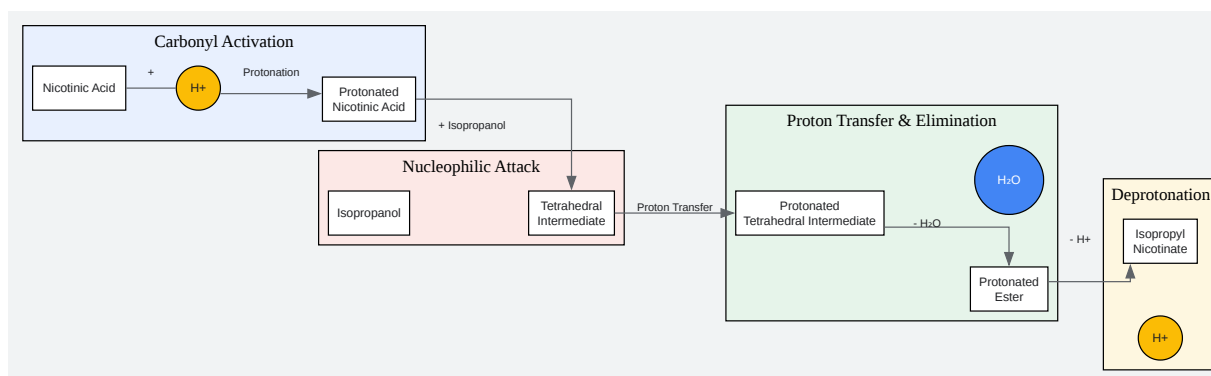 Carbonyl Activation
Nicotinic Acid
+
H+
Protonation
Protonated
Nicotinic Acid
+ Isopropanol
Nucleophilic Attack
Isopropanol
Tetrahedral
Intermediate
Proton Transfer
Proton Transfer & Elimination
H₂O
Protonated
Tetrahedral Intermediate
- H₂O
Protonated
Ester
- H+
Deprotonation
Isopropyl
Nicotinate
H+